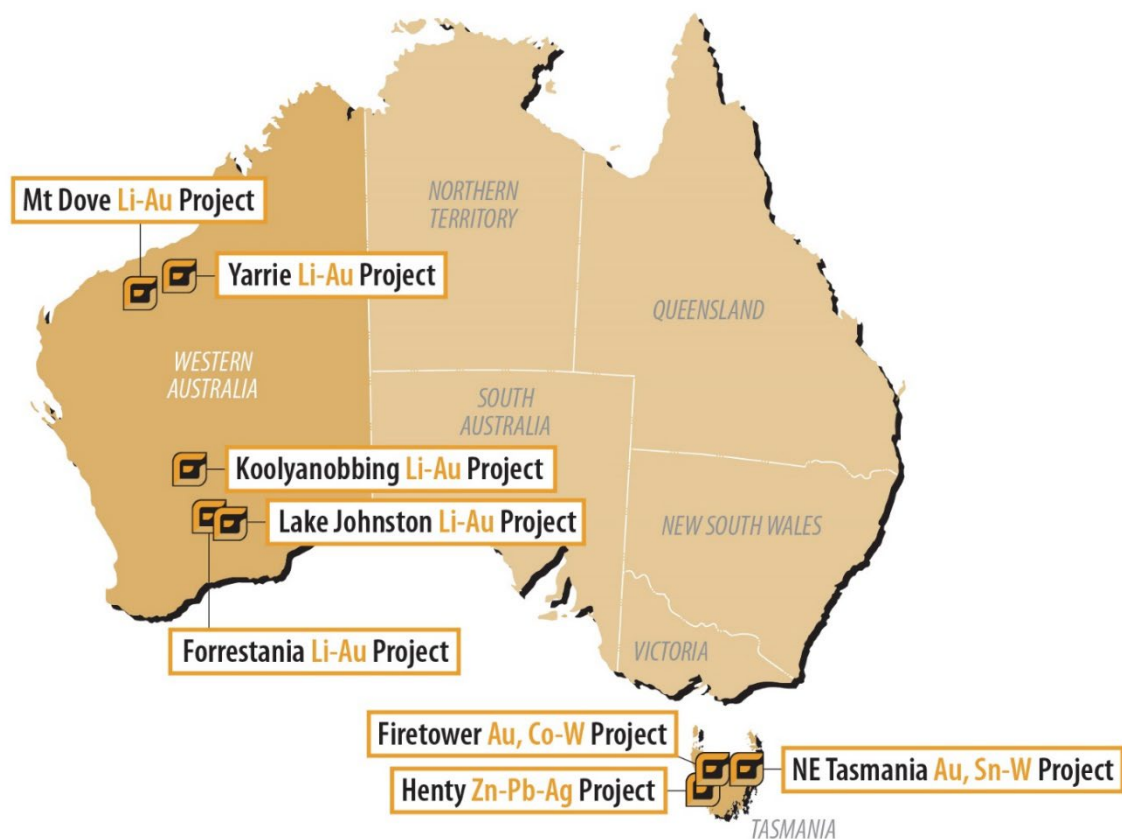 NORTHERN
TERRITORY
Mt Dove Li-Au Project
Yarrie Li-Au Project
QUEENSLAND
WESTERN
AUSTRALIA
SOUTH
AUSTRALIA
Koolyanobbing Li-Au Project
Lake Johnston Li-Au Project
NEW SOUTH WALES
Forrestania Li-Au Project
VICTORIA
Firetower Au, Co-W Project
NE Tasmania Au, Sn-W Project
Henty Zn-Pb-Ag Project
TASMANIA